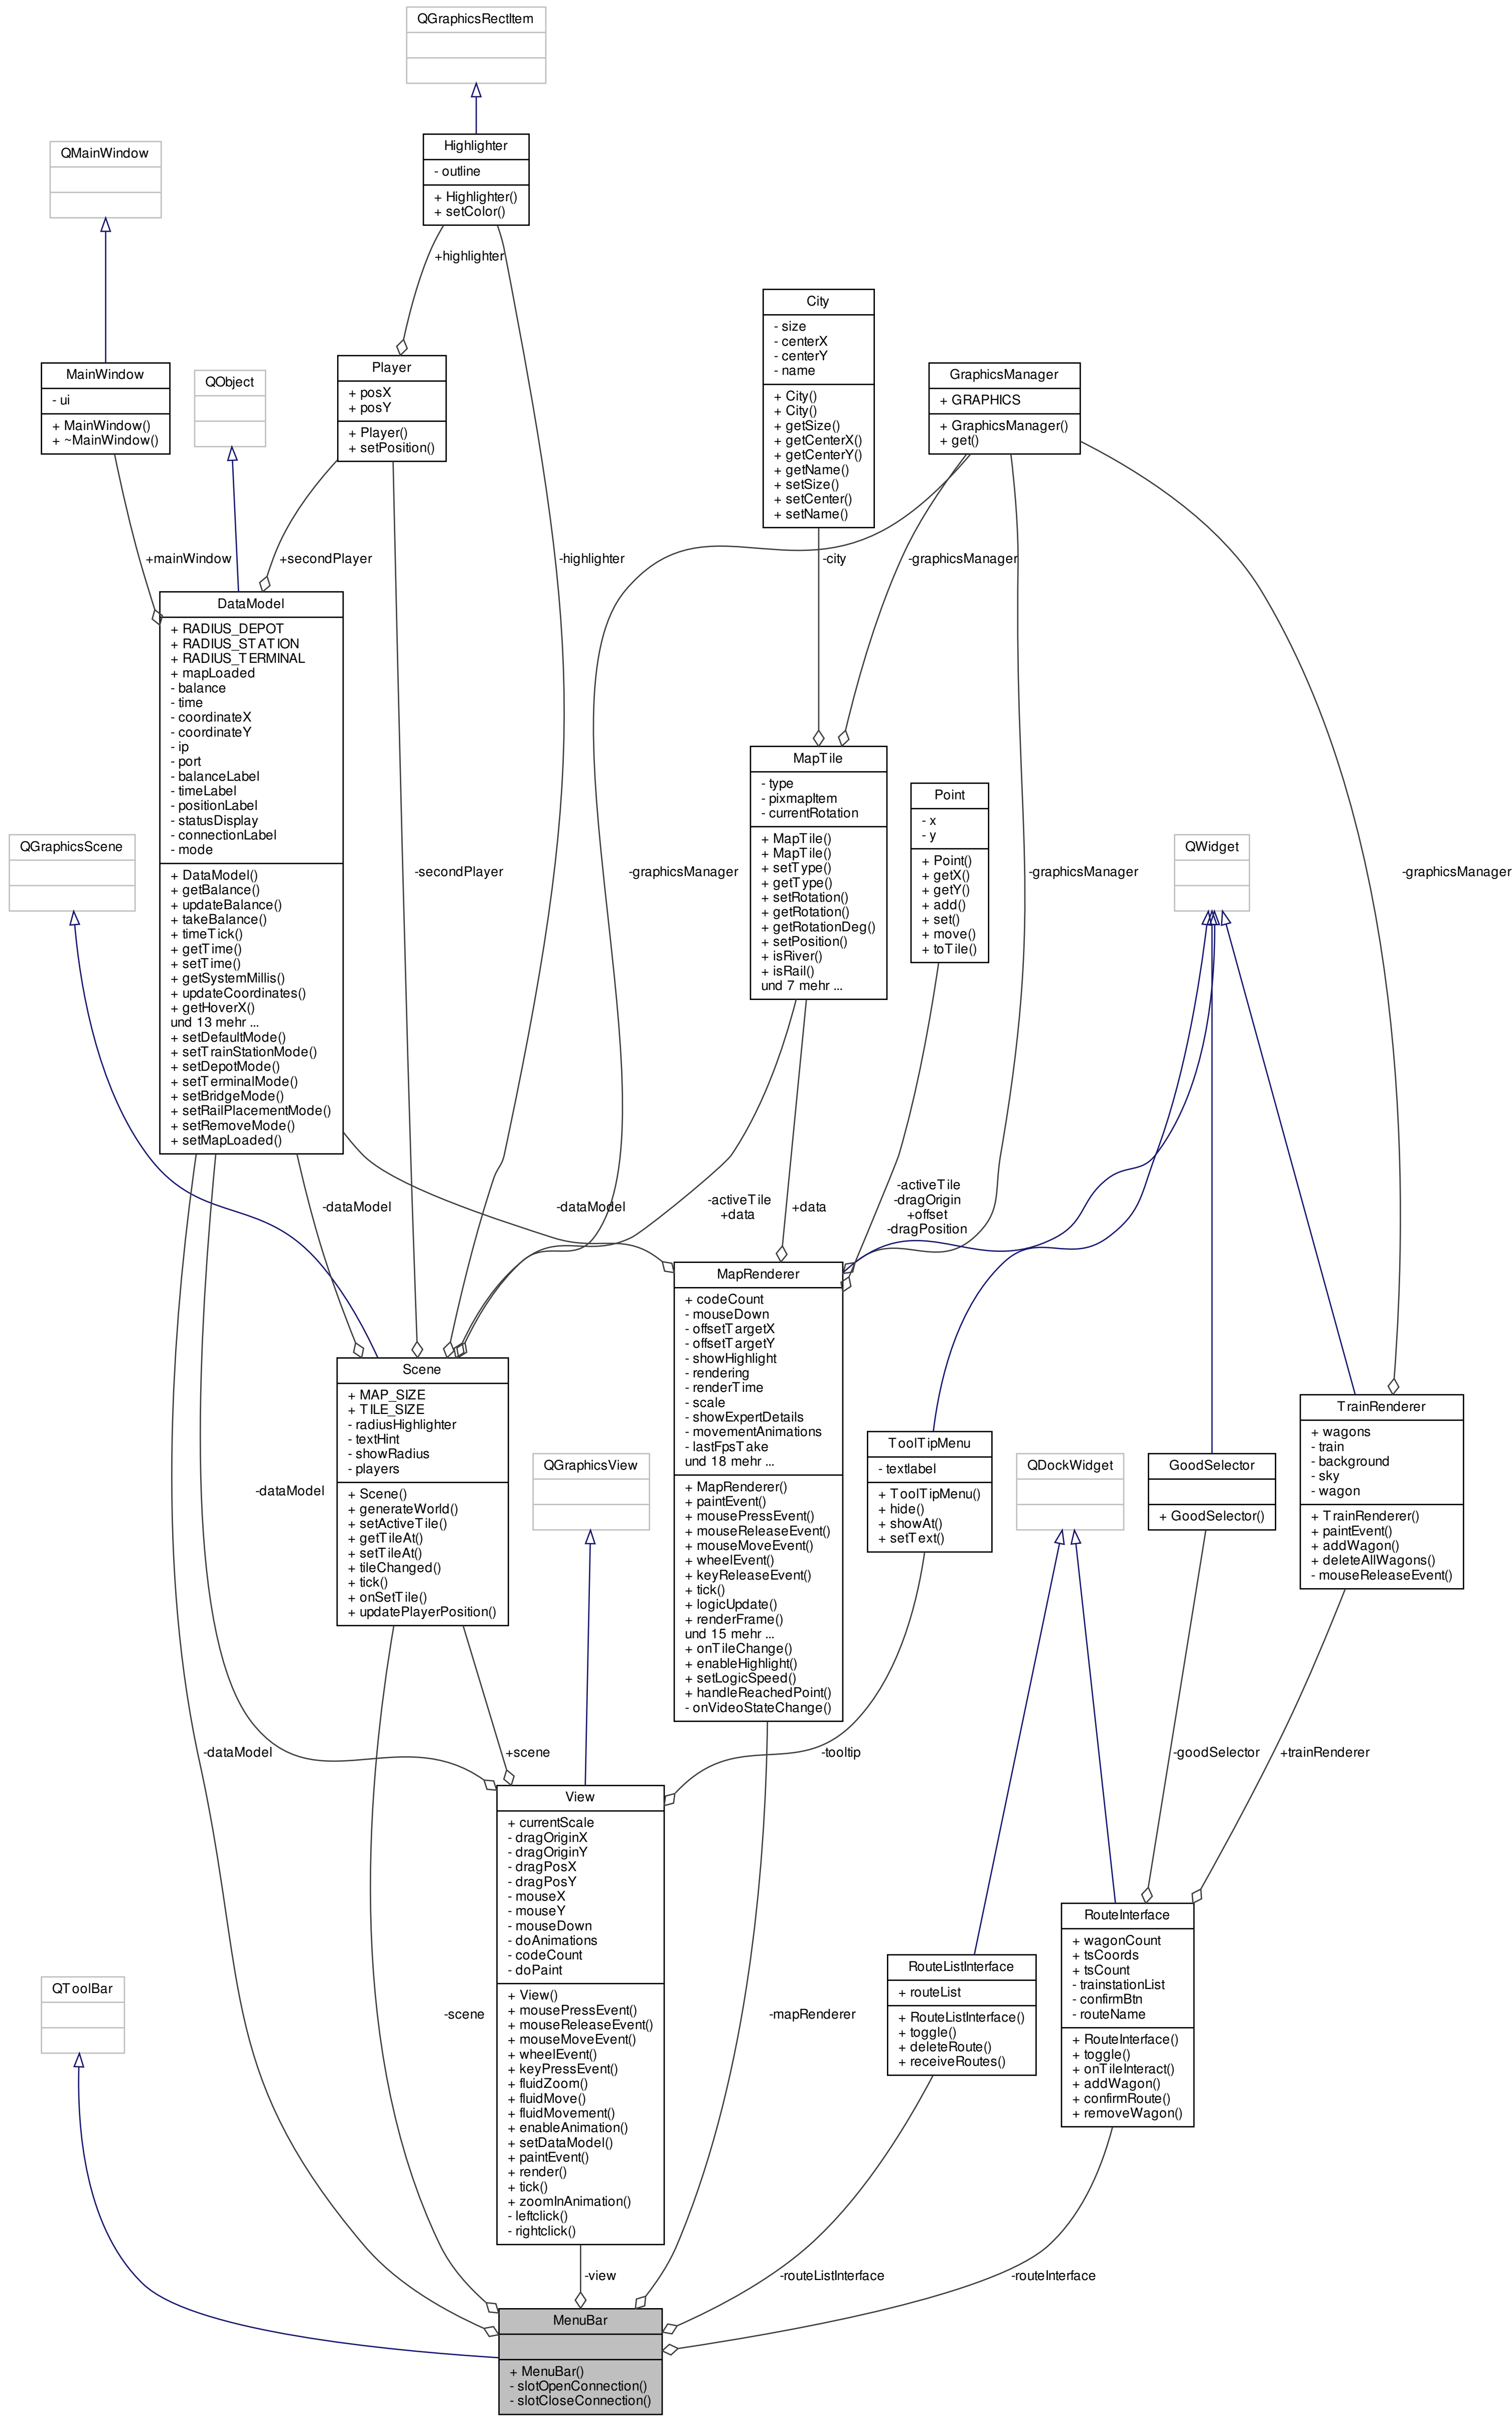 QGraphicsRectItem
QMainWindow
Highlighter
- outline
+ Highlighter()
+ setColor()
+highlighter
City
- size
- centerX
- centerY
- name
+ City()
+ City()
+ getSize()
+ getCenterX()
+ getCenterY()
+ getName()
+ setSize()
+ setCenter()
+ setName()
MainWindow
- ui
+ MainWindow()
+ ~MainWindow()
QObject
Player
+ posX
+ posY
+ Player()
+ setPosition()
GraphicsManager
+ GRAPHICS
+ GraphicsManager()
+ get()
+mainWindow
+secondPlayer
-highlighter
-city
-graphicsManager
DataModel
+ RADIUS_DEPOT
+ RADIUS_STATION
+ RADIUS_TERMINAL
+ mapLoaded
- balance
- time
- coordinateX
- coordinateY
- ip
- port
- balanceLabel
- timeLabel
- positionLabel
- statusDisplay
- connectionLabel
- mode
+ DataModel()
+ getBalance()
+ updateBalance()
+ takeBalance()
+ timeTick()
+ getTime()
+ setTime()
+ getSystemMillis()
+ updateCoordinates()
+ getHoverX()
und 13 mehr ...
+ setDefaultMode()
+ setTrainStationMode()
+ setDepotMode()
+ setTerminalMode()
+ setBridgeMode()
+ setRailPlacementMode()
+ setRemoveMode()
+ setMapLoaded()
MapTile
- type
- pixmapItem
- currentRotation
+ MapTile()
+ MapTile()
+ setType()
+ getType()
+ setRotation()
+ getRotation()
+ getRotationDeg()
+ setPosition()
+ isRiver()
+ isRail()
und 7 mehr ...
Point
- x
- y
+ Point()
+ getX()
+ getY()
+ add()
+ set()
+ move()
+ toTile()
QGraphicsScene
QWidget
-secondPlayer
-graphicsManager
-graphicsManager
-graphicsManager
-dataModel
-dataModel
-activeTile
+data
+data
-activeTile
-dragOrigin
+offset
-dragPosition
MapRenderer
+ codeCount
- mouseDown
- offsetTargetX
- offsetTargetY
- showHighlight
- rendering
- renderTime
- scale
- showExpertDetails
- movementAnimations
- lastFpsTake
und 18 mehr ...
+ MapRenderer()
+ paintEvent()
+ mousePressEvent()
+ mouseReleaseEvent()
+ mouseMoveEvent()
+ wheelEvent()
+ keyReleaseEvent()
+ tick()
+ logicUpdate()
+ renderFrame()
und 15 mehr ...
+ onTileChange()
+ enableHighlight()
+ setLogicSpeed()
+ handleReachedPoint()
- onVideoStateChange()
Scene
+ MAP_SIZE
+ TILE_SIZE
- radiusHighlighter
- textHint
- showRadius
- players
+ Scene()
+ generateWorld()
+ setActiveTile()
+ getTileAt()
+ setTileAt()
+ tileChanged()
+ tick()
+ onSetTile()
+ updatePlayerPosition()
TrainRenderer
+ wagons
- train
- background
- sky
- wagon
+ TrainRenderer()
+ paintEvent()
+ addWagon()
+ deleteAllWagons()
- mouseReleaseEvent()
ToolTipMenu
- textlabel
+ ToolTipMenu()
+ hide()
+ showAt()
+ setText()
QGraphicsView
QDockWidget
GoodSelector
+ GoodSelector()
-dataModel
-dataModel
+scene
-tooltip
-goodSelector
+trainRenderer
View
+ currentScale
- dragOriginX
- dragOriginY
- dragPosX
- dragPosY
- mouseX
- mouseY
- mouseDown
- doAnimations
- codeCount
- doPaint
+ View()
+ mousePressEvent()
+ mouseReleaseEvent()
+ mouseMoveEvent()
+ wheelEvent()
+ keyPressEvent()
+ fluidZoom()
+ fluidMove()
+ fluidMovement()
+ enableAnimation()
+ setDataModel()
+ paintEvent()
+ render()
+ tick()
+ zoomInAnimation()
- leftclick()
- rightclick()
RouteInterface
+ wagonCount
+ tsCoords
+ tsCount
- trainstationList
- confirmBtn
- routeName
+ RouteInterface()
+ toggle()
+ onTileInteract()
+ addWagon()
+ confirmRoute()
+ removeWagon()
RouteListInterface
+ routeList
+ RouteListInterface()
+ toggle()
+ deleteRoute()
+ receiveRoutes()
QToolBar
-scene
-mapRenderer
-view
-routeListInterface
-routeInterface
MenuBar
+ MenuBar()
- slotOpenConnection()
- slotCloseConnection()